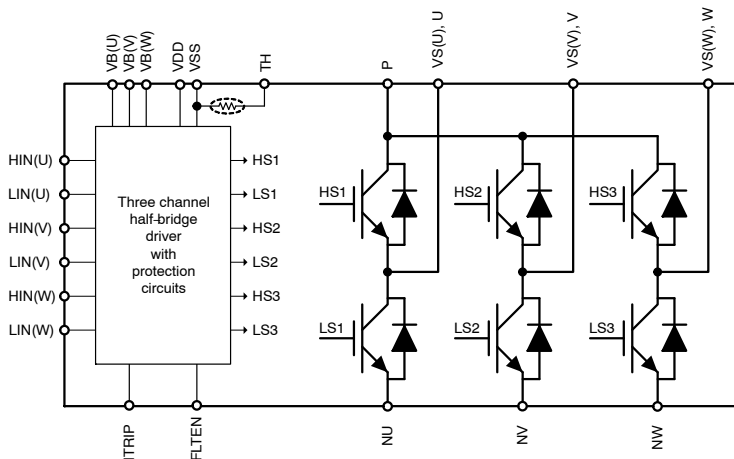 VB(U)
VB(V)
VB(W)
VDD
VSS
TH
P
VS(U), U
VS(V), V
VS(W), W
HIN(U)
LIN(U)
HIN(V)
LIN(V)
HIN(W)
LIN(W)
Three channel
half-bridge
driver
with
protection
circuits
HS1
LS1
HS2
LS2
HS3
LS3
HS1
HS2
HS3
LS1
LS2
LS3
ITRIP
FLTEN
NU
NV
NW